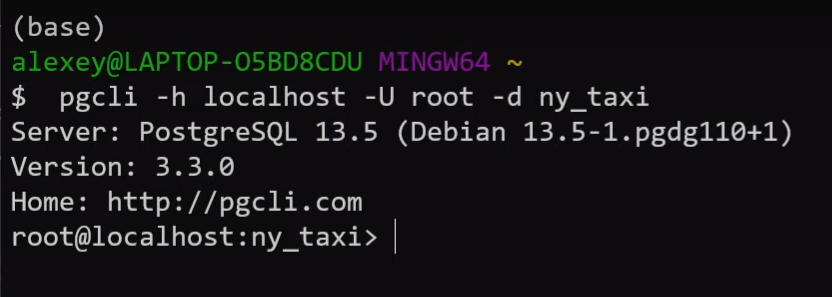 (base)
alexey@LAPTOP-O5BD8CDU MINGW64 ~
$  pgcli -h localhost -U root -d ny_taxi
Server: PostgreSQL 13.5 (Debian 13.5-1.pgdg110+1)
Version: 3.3.0
Home: http://pgcli.com
root@localhost:ny_taxi>